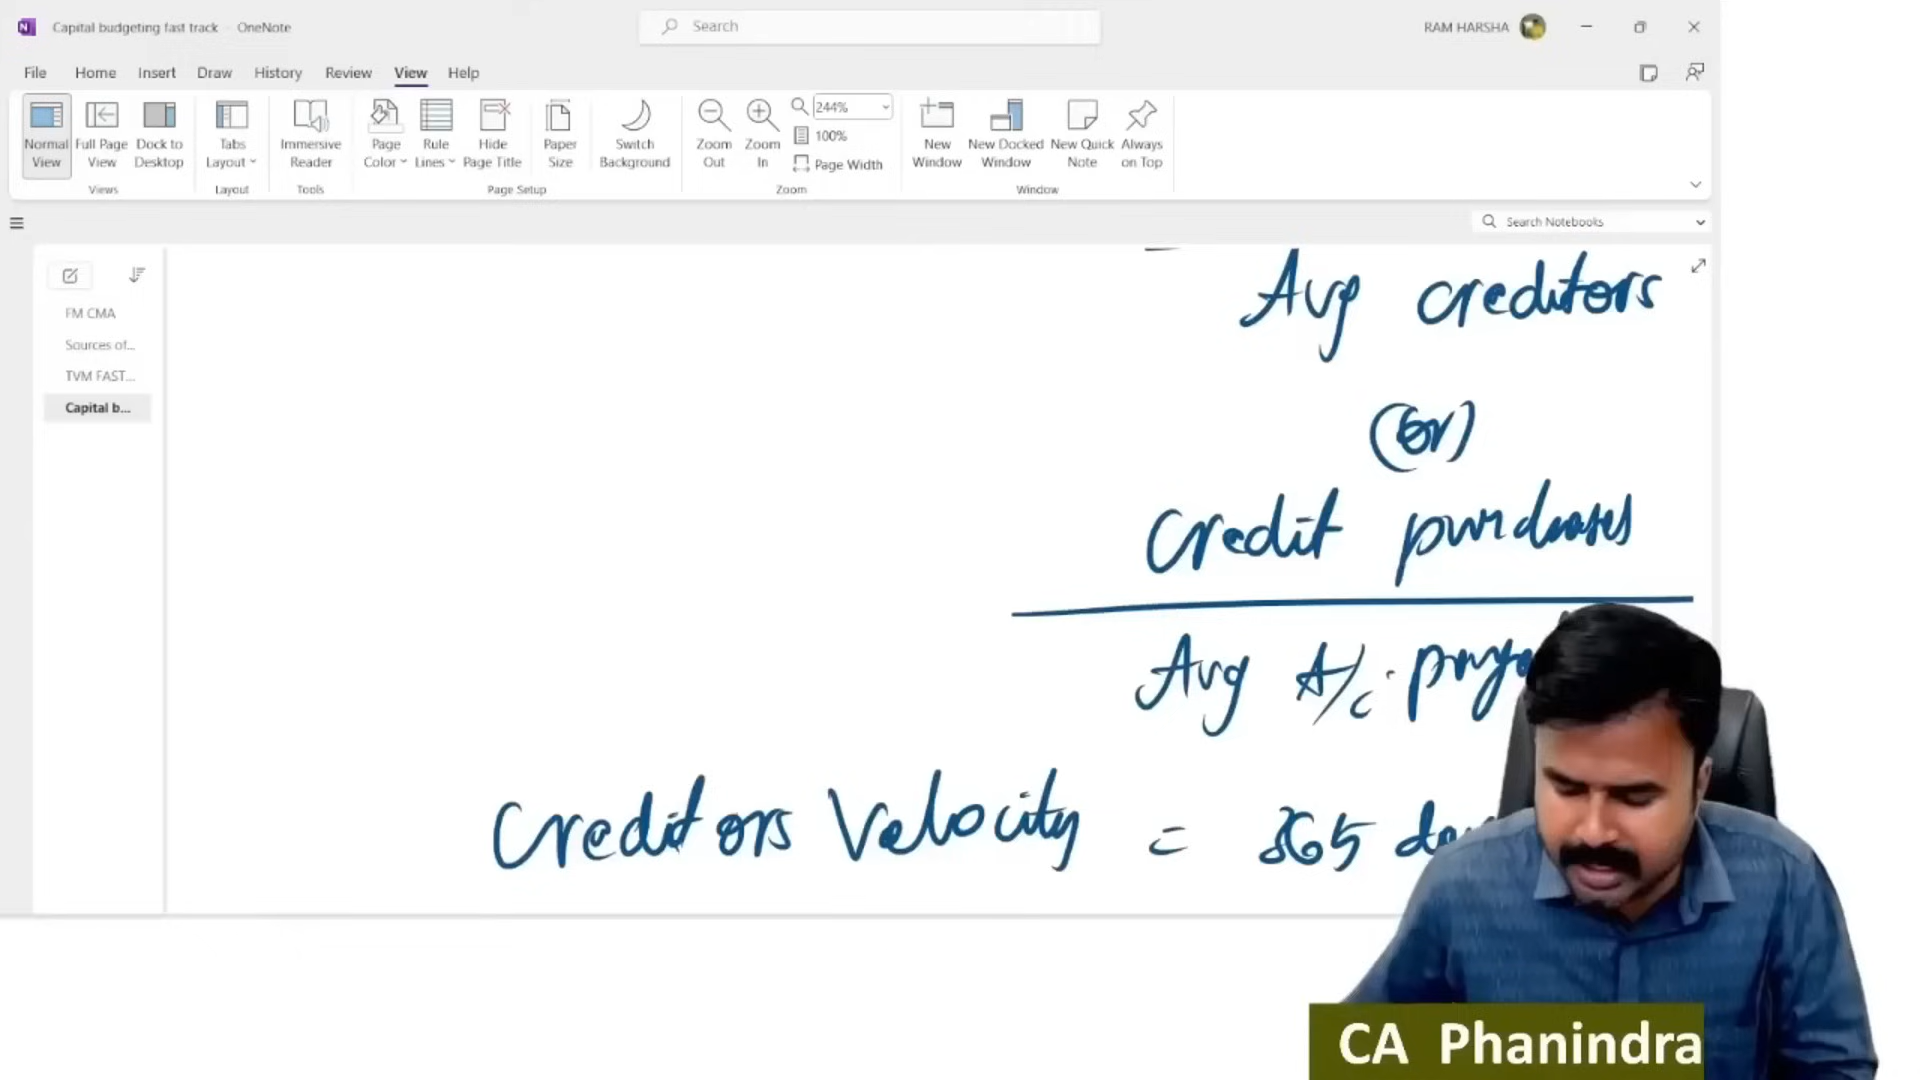 Capital budgeting fast track - OneNote
Search
RAM HARSHA
File Home Insert Draw History Review View Help
Normal View
Full Page View
Dock to Desktop
Tabs Layout
Immersive Reader
Page Color
Rule Lines
Hide Page Title
Paper Size
Switch Background
Zoom Out
Zoom In
244%
100%
Page Width
New Window
New Docked Window
New Quick Note
Always on Top
Views
Layout
Tools
Page Setup
Zoom
Window
Search Notebooks
FM CMA
Sources of...
TVM FAST...
Capital b...
Avg creditors
(or)
Credit purchases
Avg A/c.
Creditors Velocity = 365
CA Phanindra